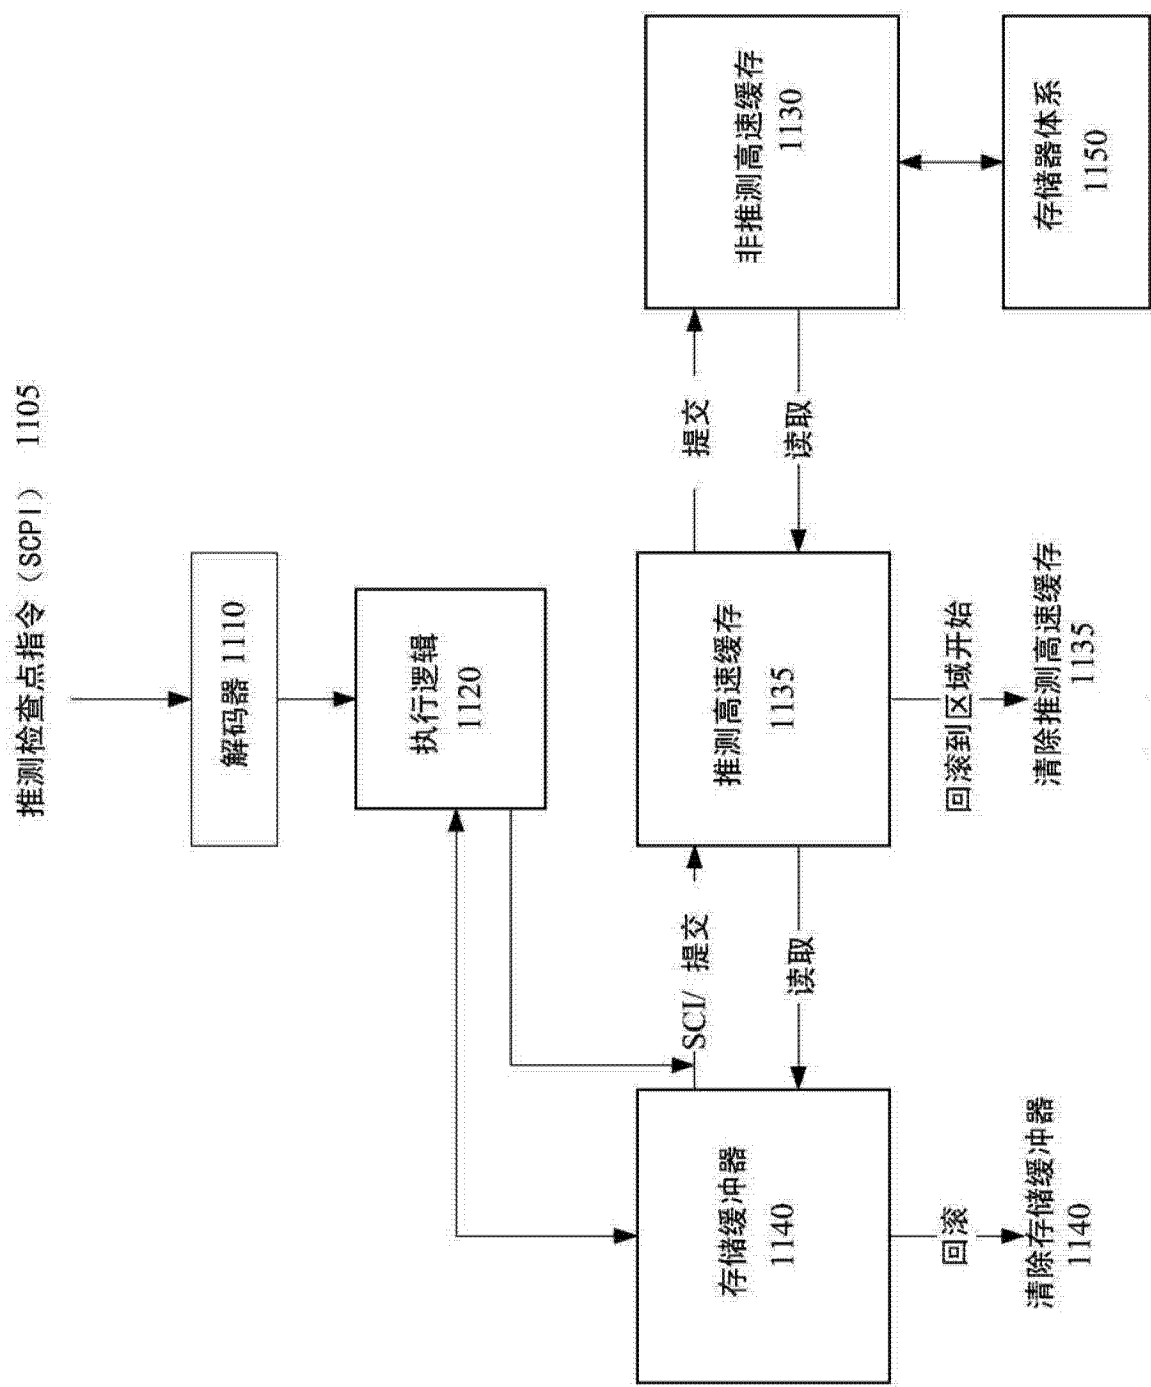 推测检查点指令（SCPI） 1105
解码器 1110
执行逻辑
1120
存储缓冲器
1140
SCI/ 提交
读取
推测高速缓存
1135
提交
读取
非推测高速缓存
1130
回滚
清除存储缓冲器
1140
回滚到区域开始
清除推测高速缓存
1135
存储器体系
1150